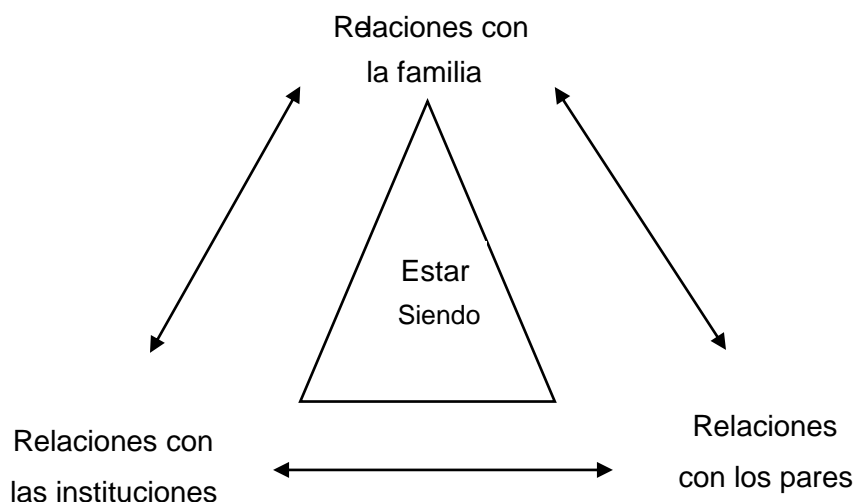 Relaciones con
la familia
Estar
Siendo
Relaciones con
las instituciones
Relaciones
con los pares